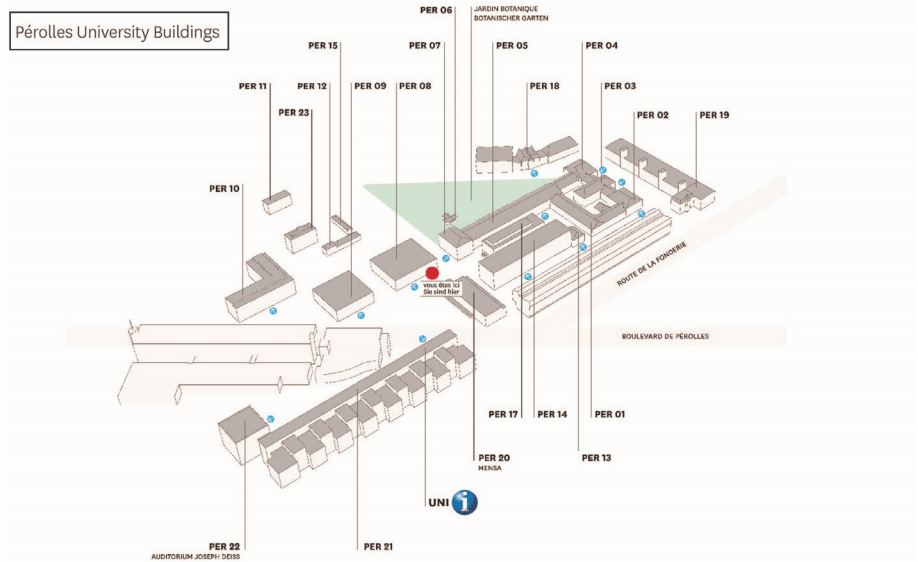 Pérolles University Buildings
PER 06
JARDIN BOTANIQUE
BOTANISCHER GARTEN
PER 15
PER 07
PER 05
PER 04
PER 11
PER 12
PER 09
PER 08
PER 18
PER 03
PER 23
PER 02
PER 19
PER 10
ROUTE DE LA FONDERIE
vous êtes ici
Sie sind hier
BOULEVARD DE PÉROLLES
PER 17
PER 14
PER 01
PER 20
MENSA
PER 13
UNI i
PER 22
AUDITORIUM JOSEPH DEISS
PER 21